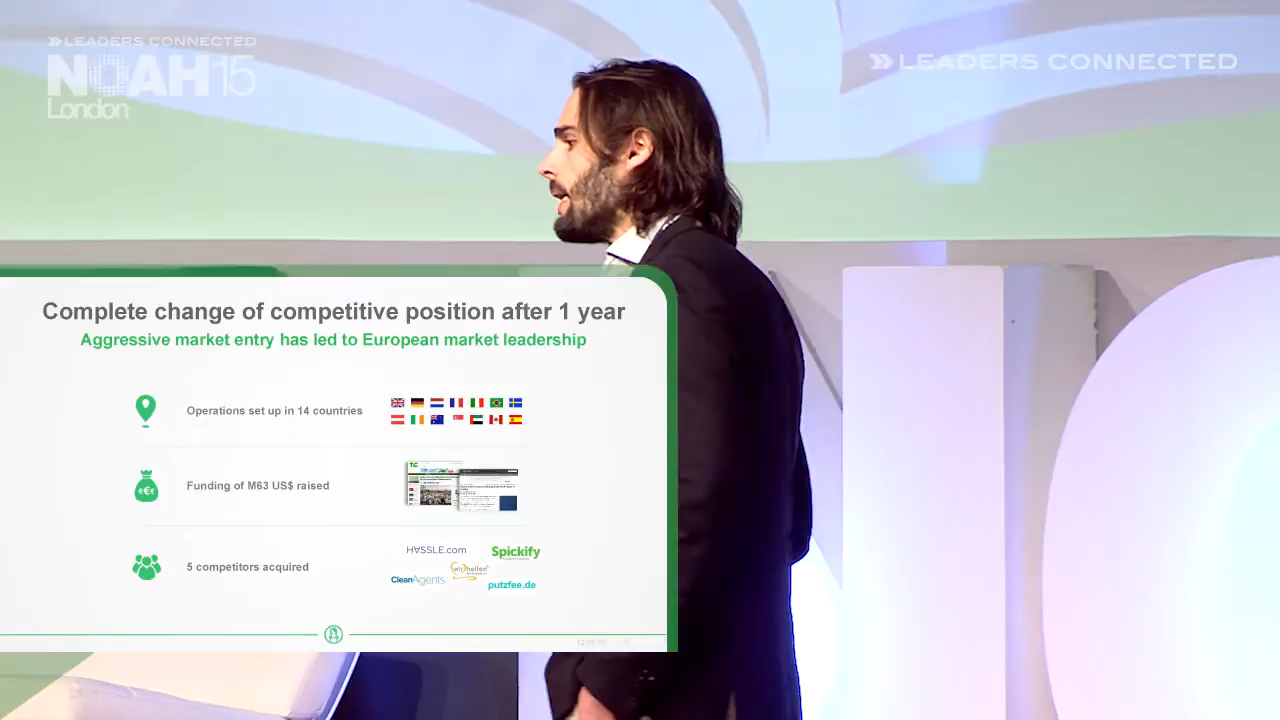 LEADERS CONNECTED
NOAH15
London
LEADERS CONNECTED
Complete change of competitive position after 1 year
Aggressive market entry has led to European market leadership
Operations set up in 14 countries
Funding of M63 US$ raised
5 competitors acquired
HASSLE.com
Spickify
wir helfen
CleanAgents
putzfee.de